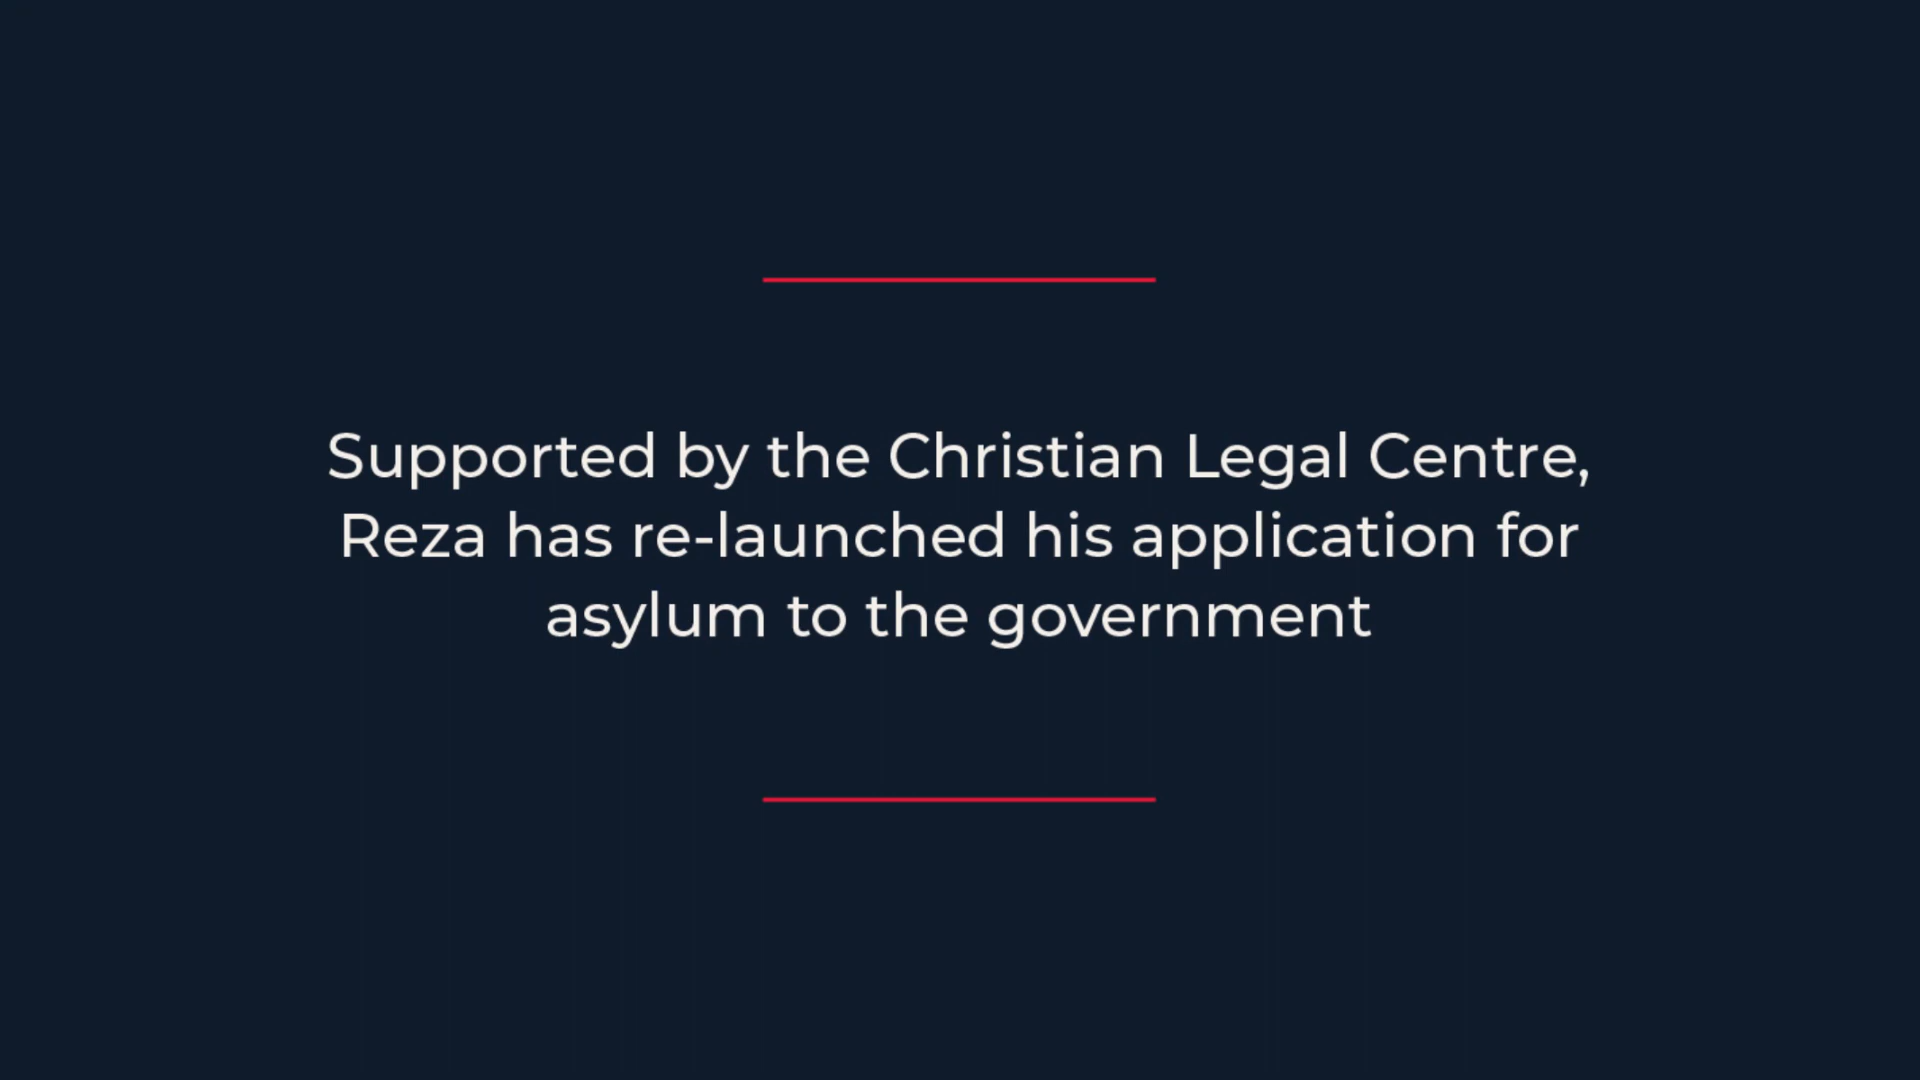 Supported by the Christian Legal Centre,
Reza has re-launched his application for
asylum to the government